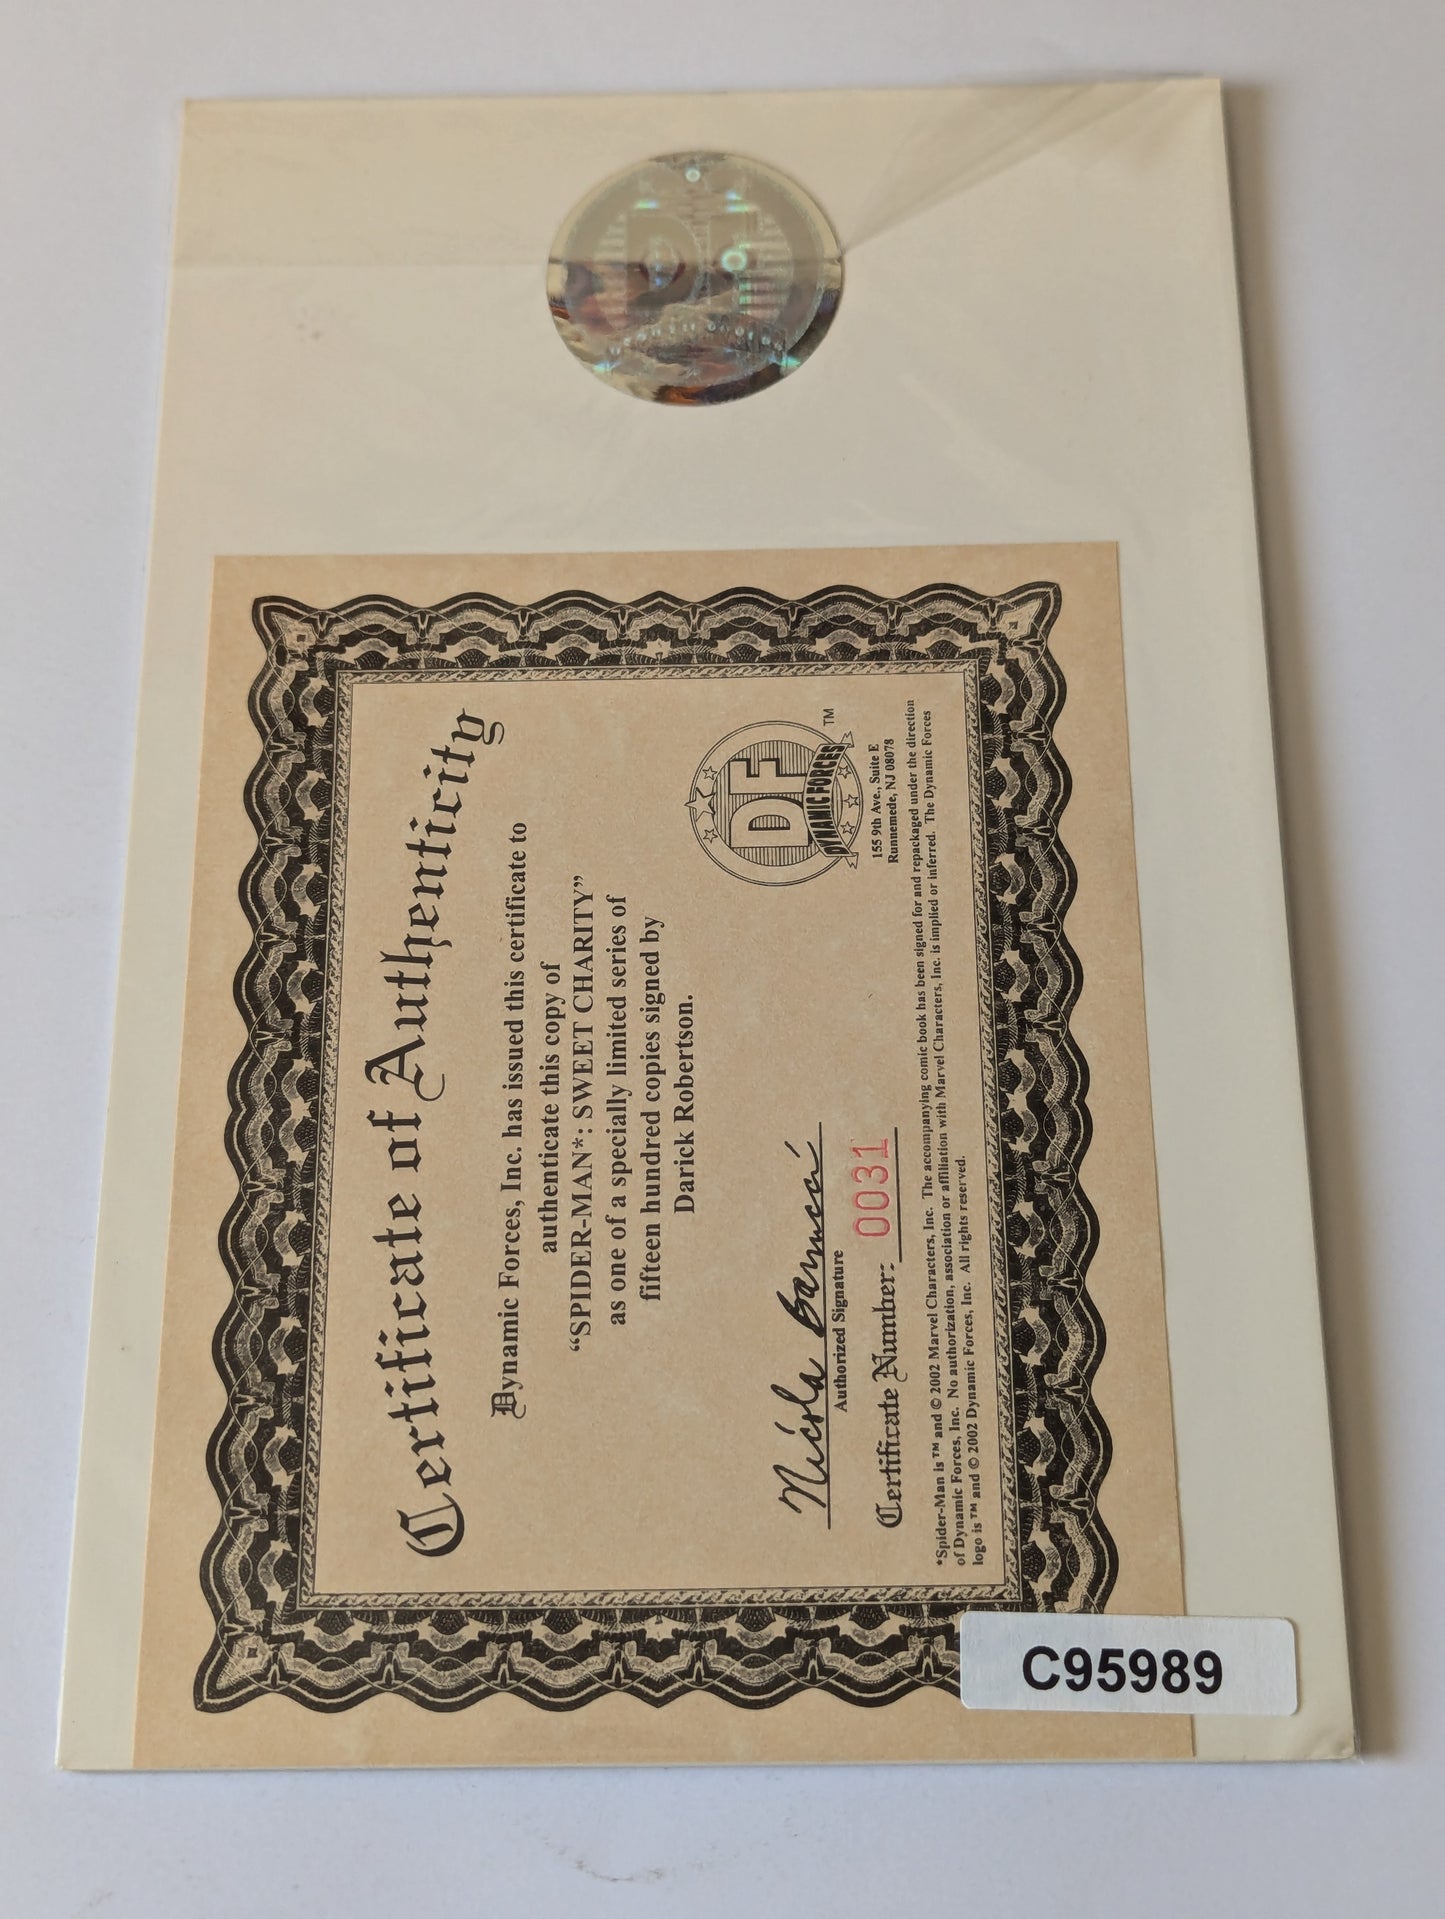 Certificate of Authenticity
Dynamic Forces, Inc. has issued this certificate to
authenticate this copy of
“SPIDER-MAN*: SWEET CHARITY”
as one of a specially limited series of
fifteen hundred copies signed by
Darick Robertson.
Nicola Barrucci
Authorized Signature
Certificate Number: 0031
DF
DYNAMIC FORCES
TM
155 9th Ave., Suite E
Runnemede, NJ 08078
*Spider-Man is ™ and © 2002 Marvel Characters, Inc. The accompanying comic book has been signed for and repackaged under the direction
of Dynamic Forces, Inc. No authorization, association or affiliation with Marvel Characters, Inc. is implied or inferred. The Dynamic Forces
logo is ™ and © 2002 Dynamic Forces, Inc. All rights reserved.
C95989